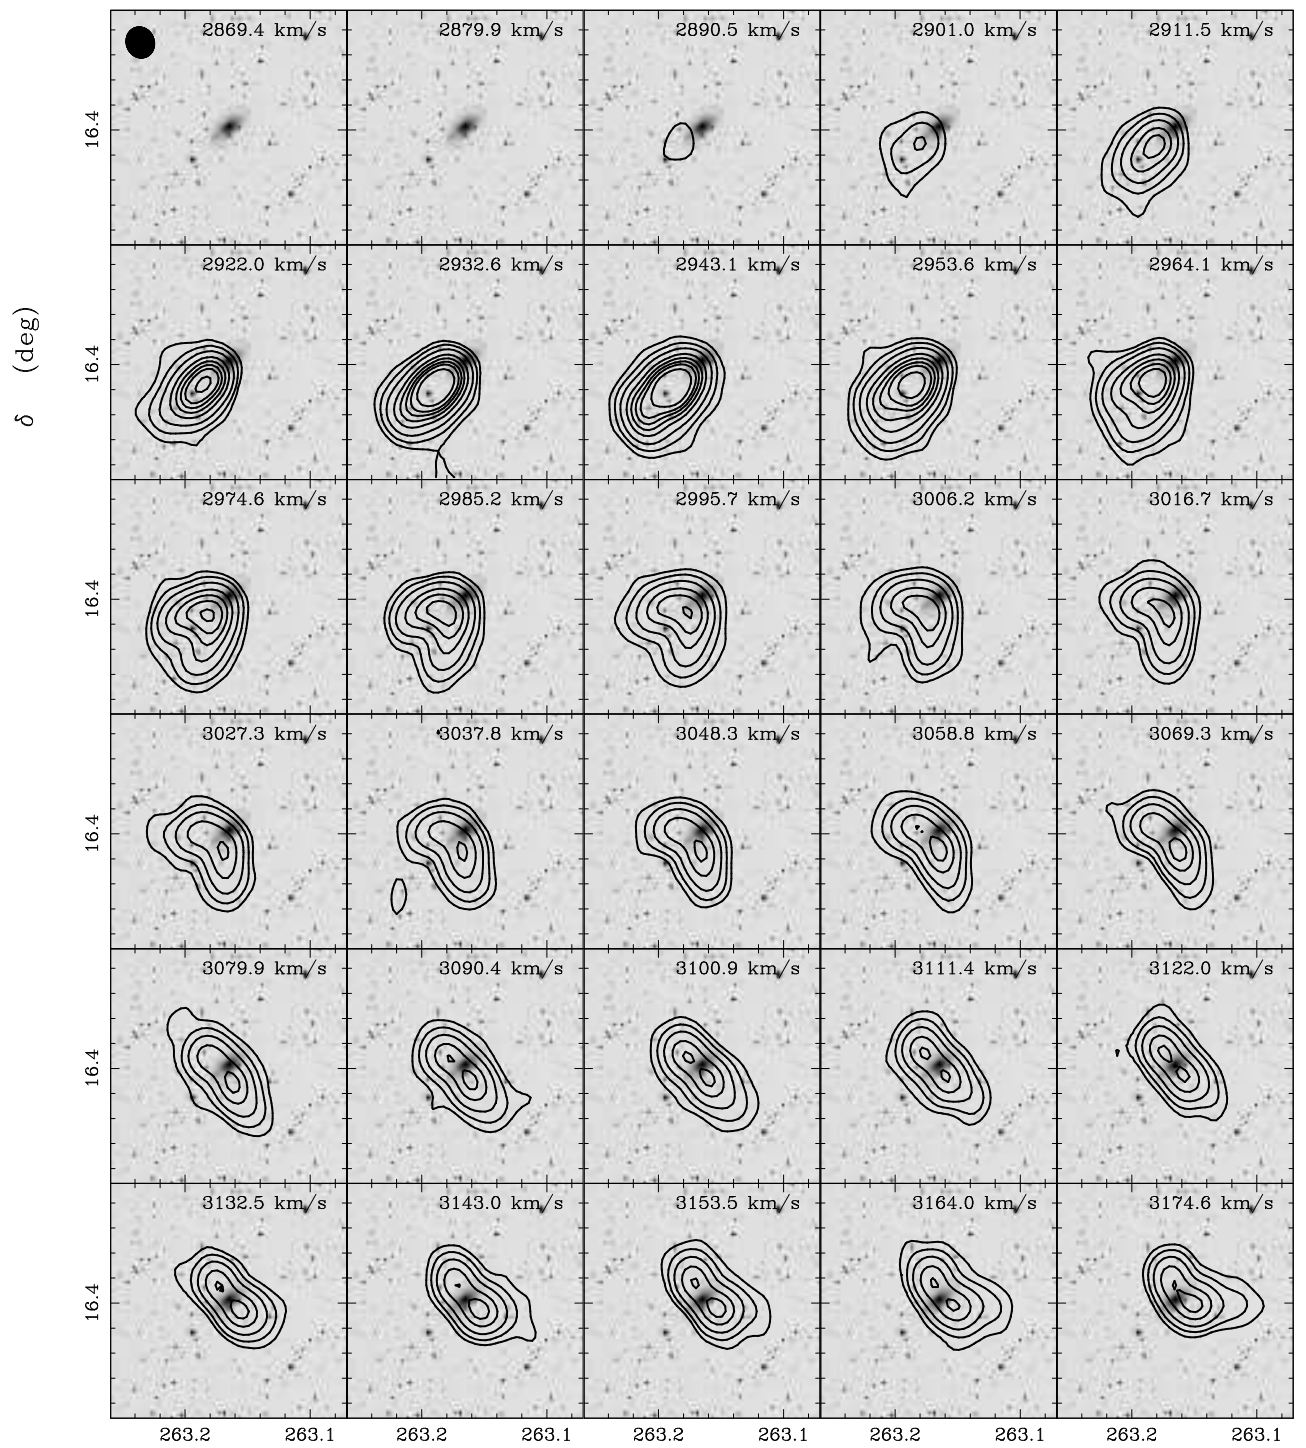 2869.4 km/s 2879.9 km/s 2890.5 km/s 2901.0 km/s 2911.5 km/s
16.4
2922.0 km/s 2932.6 km/s 2943.1 km/s 2953.6 km/s 2964.1 km/s
16.4
δ (deg)
2974.6 km/s 2985.2 km/s 2995.7 km/s 3006.2 km/s 3016.7 km/s
16.4
3027.3 km/s 3037.8 km/s 3048.3 km/s 3058.8 km/s 3069.3 km/s
16.4
3079.9 km/s 3090.4 km/s 3100.9 km/s 3111.4 km/s 3122.0 km/s
16.4
3132.5 km/s 3143.0 km/s 3153.5 km/s 3164.0 km/s 3174.6 km/s
16.4
263.2 263.1 263.2 263.1 263.2 263.1 263.2 263.1 263.2 263.1